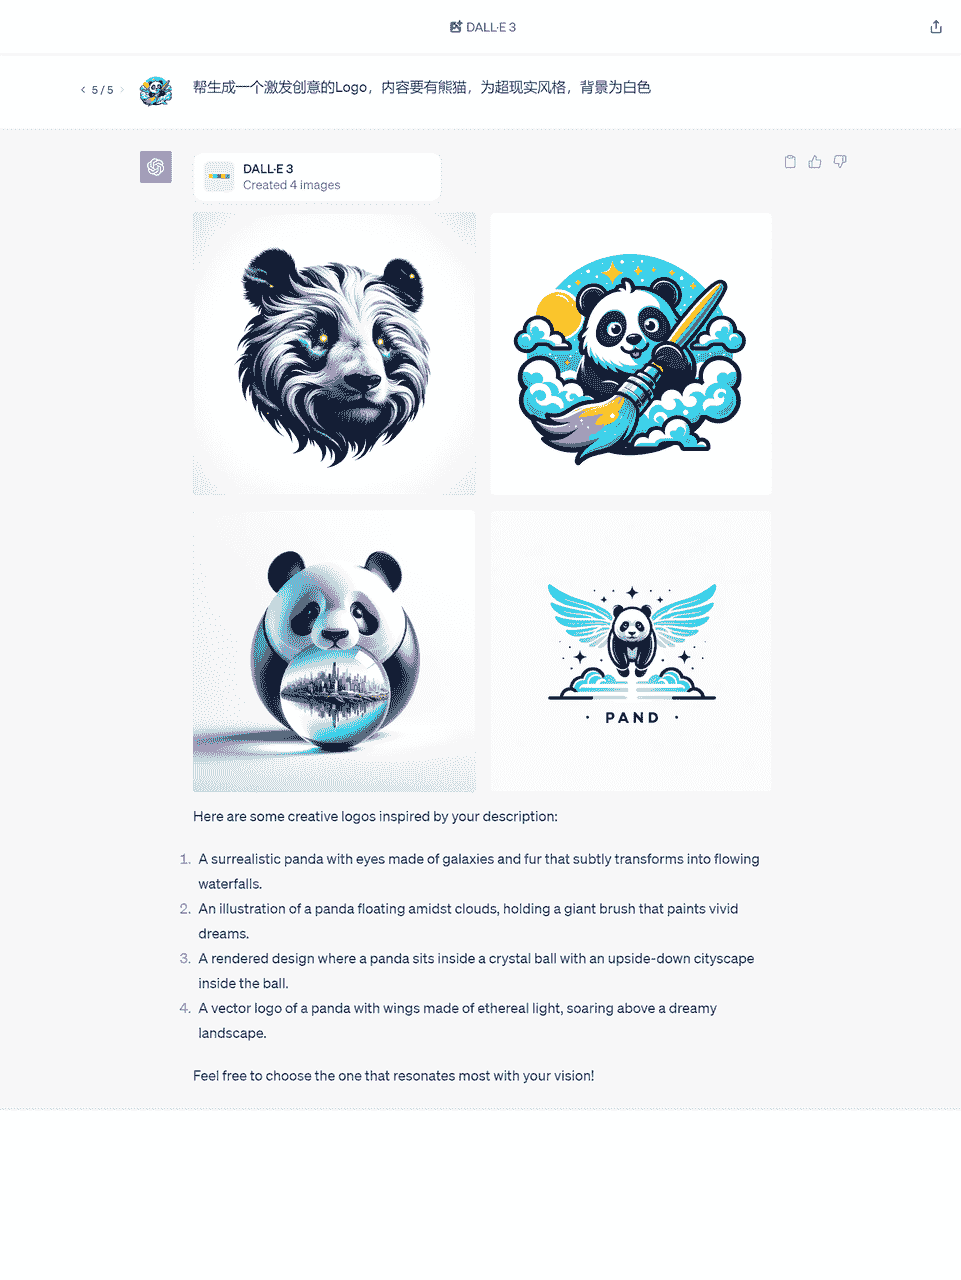 DALL·E 3
5 / 5
帮生成一个激发创意的Logo，内容要有熊猫，为超现实风格，背景为白色
DALL·E 3
Created 4 images
· PAND ·
Here are some creative logos inspired by your description:
1. A surrealistic panda with eyes made of galaxies and fur that subtly transforms into flowing
waterfalls.
2. An illustration of a panda floating amidst clouds, holding a giant brush that paints vivid
dreams.
3. A rendered design where a panda sits inside a crystal ball with an upside-down cityscape
inside the ball.
4. A vector logo of a panda with wings made of ethereal light, soaring above a dreamy
landscape.
Feel free to choose the one that resonates most with your vision!